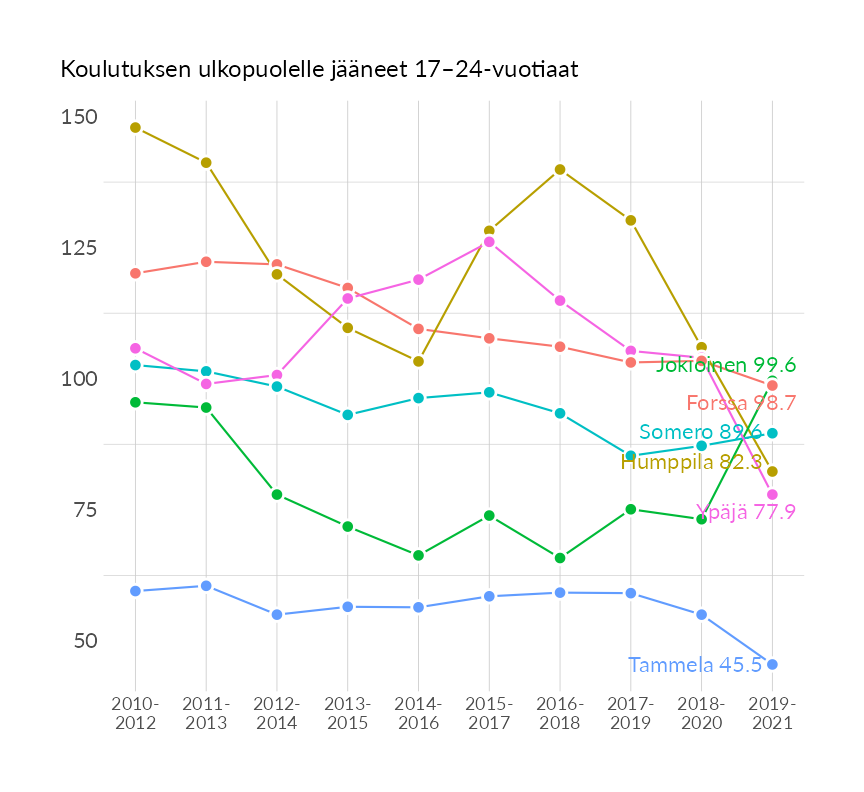 Koulutuksen ulkopuolelle jääneet 17–24-vuotiaat
150
125
100
75
50
Jokioinen 99.6
Forssa 98.7
Somero 89.6
Humppila 82.3
Ypäjä 77.9
Tammela 45.5
2010- 2011- 2012- 2013- 2014- 2015- 2016- 2017- 2018- 2019-
2012 2013 2014 2015 2016 2017 2018 2019 2020 2021